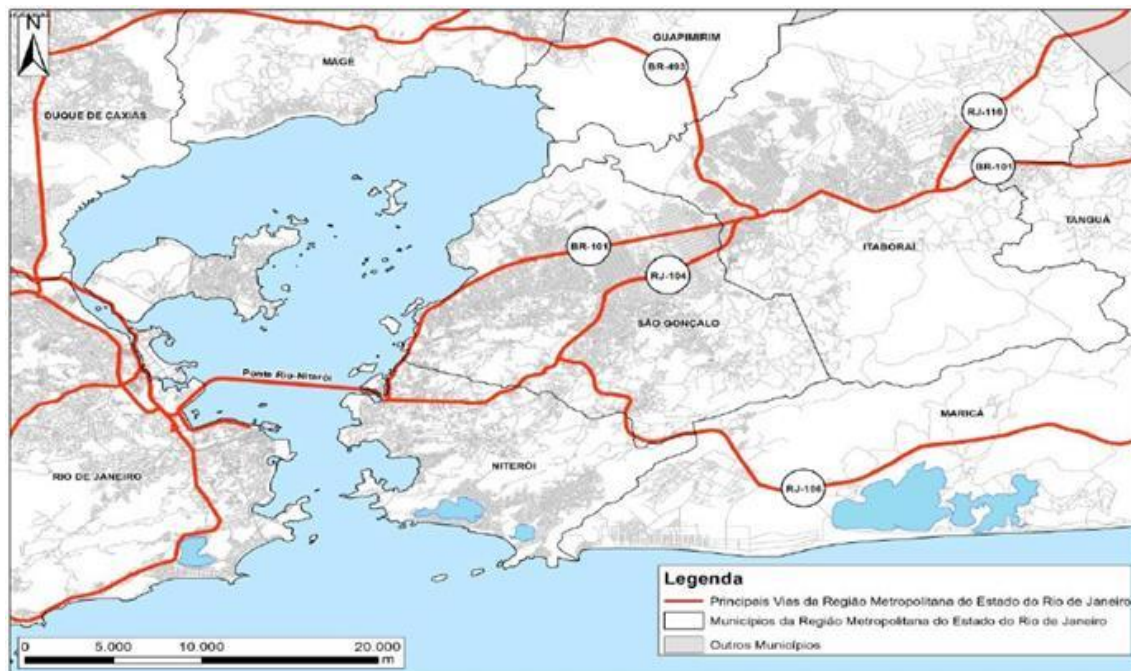 N
GUAPIMIRIM
MAGÉ
BR-493
DUQUE DE CAXIAS
RJ-116
BR-101
TANGUÁ
BR-101
ITABORAÍ
RJ-104
SÃO GONÇALO
Ponte Rio-Niterói
MARICÁ
NITERÓI
RIO DE JANEIRO
RJ-106
Legenda
Principais Vias da Região Metropolitana do Estado do Rio de Janeiro
Municípios da Região Metropolitana do Estado do Rio de Janeiro
Outros Municípios
0 5.000 10.000 20.000
m